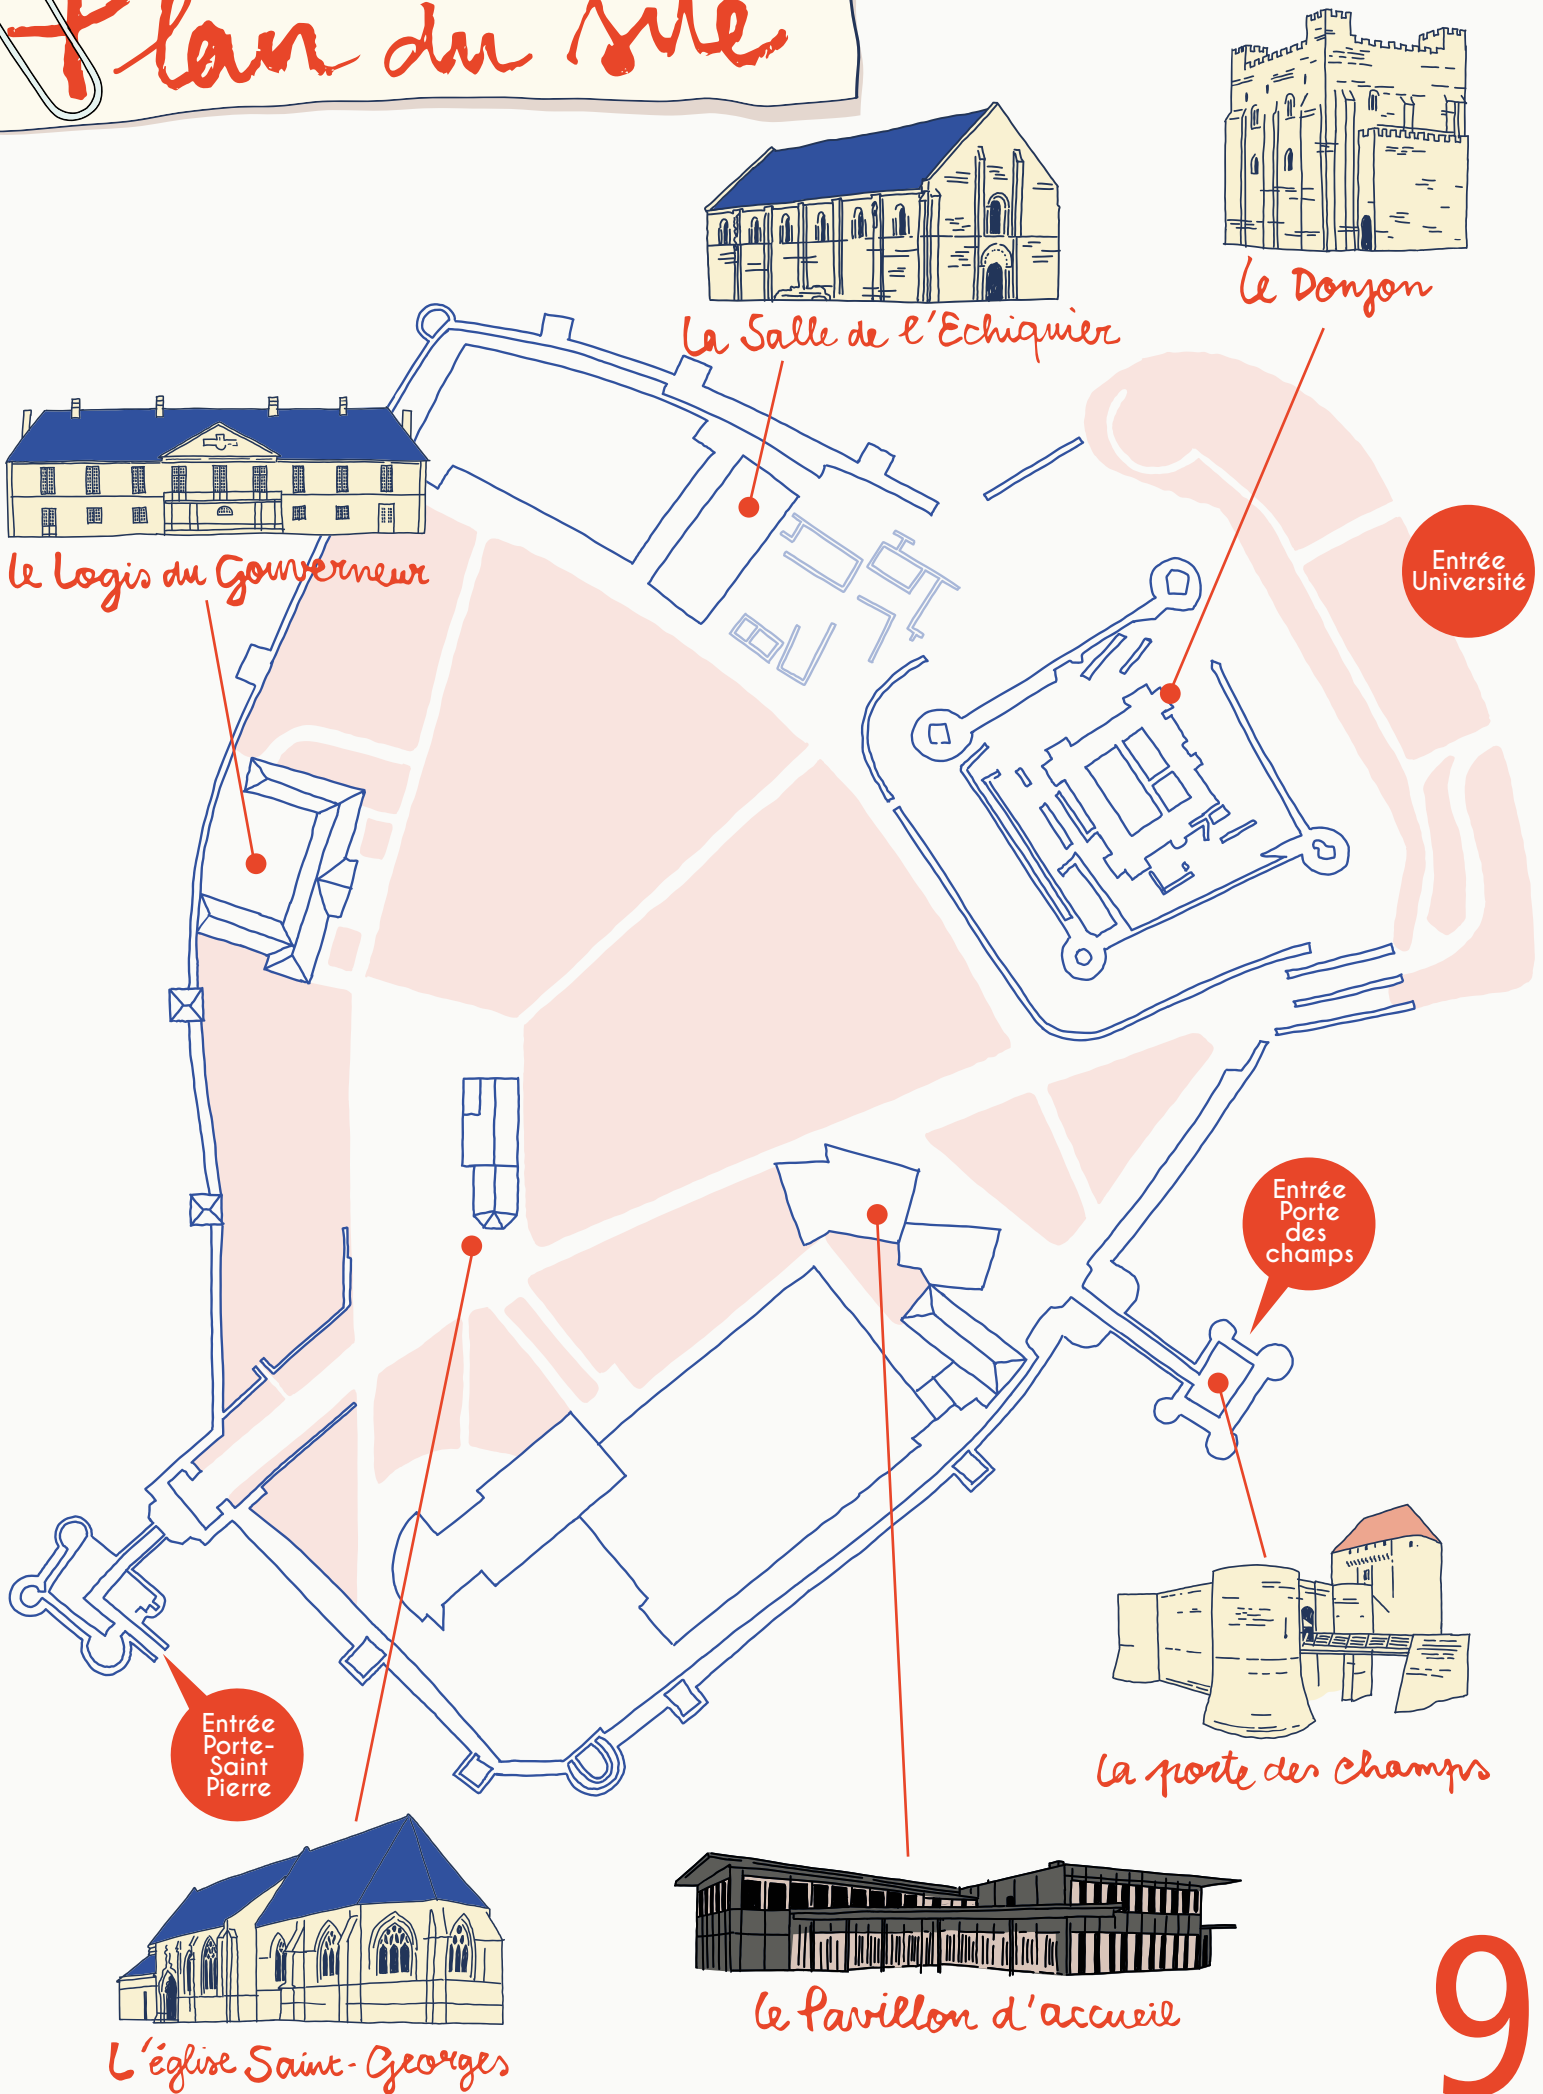 Plan du site
le Donjon
La Salle de l'Echiquier
Entrée
Université
le Logis du Gouverneur
Entrée
Porte
des
champs
Entrée
Porte-
Saint
Pierre
la porte des champs
le Pavillon d'accueil
L'église Saint-Georges
9